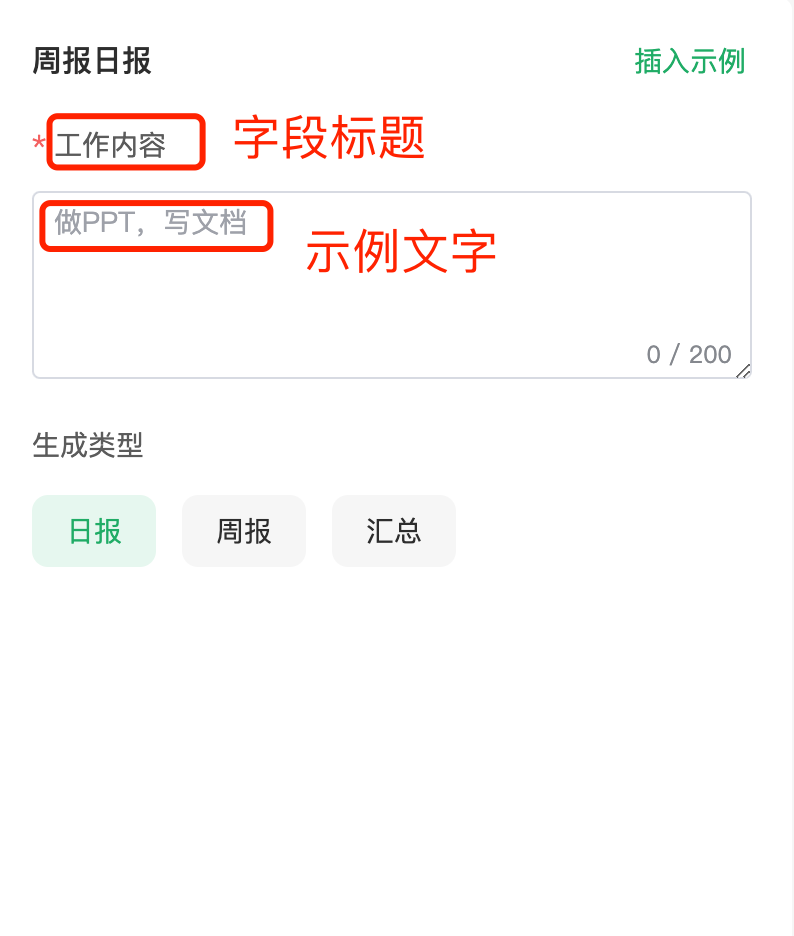 周报日报 插入示例
*工作内容 字段标题
做PPT，写文档
示例文字
0 / 200
生成类型
日报 周报 汇总